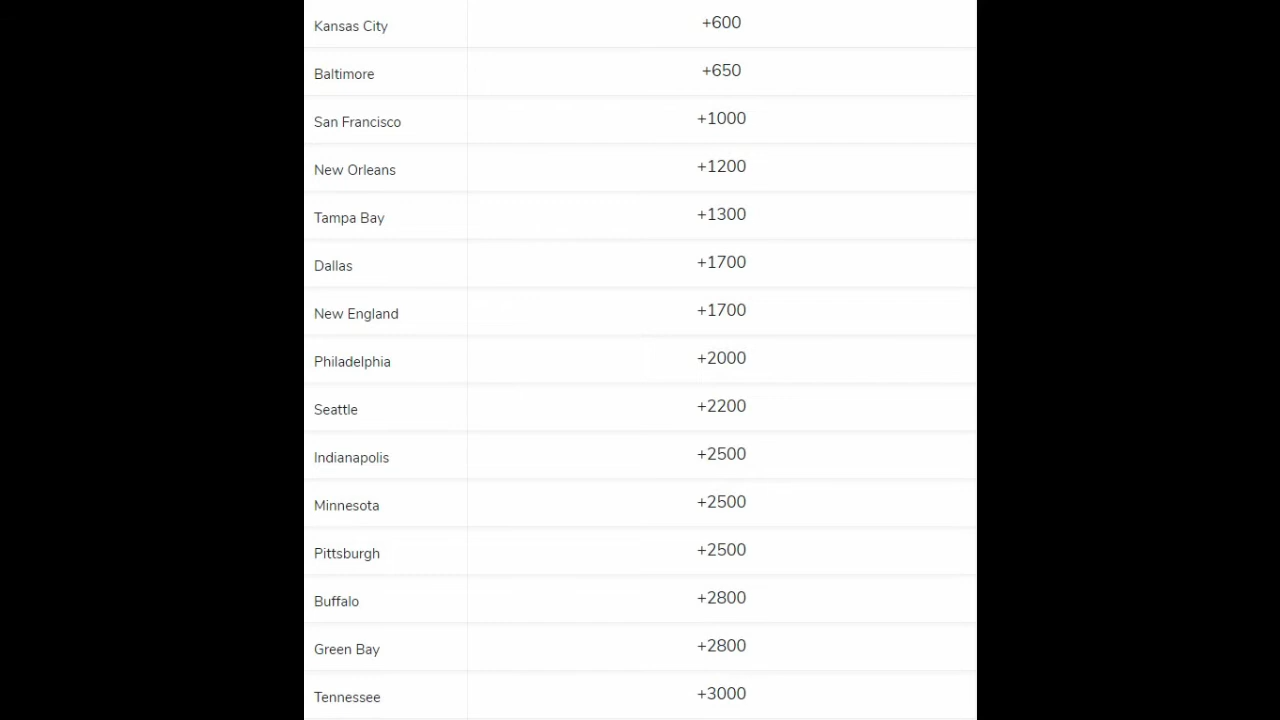 Kansas City +600
Baltimore +650
San Francisco +1000
New Orleans +1200
Tampa Bay +1300
Dallas +1700
New England +1700
Philadelphia +2000
Seattle +2200
Indianapolis +2500
Minnesota +2500
Pittsburgh +2500
Buffalo +2800
Green Bay +2800
Tennessee +3000